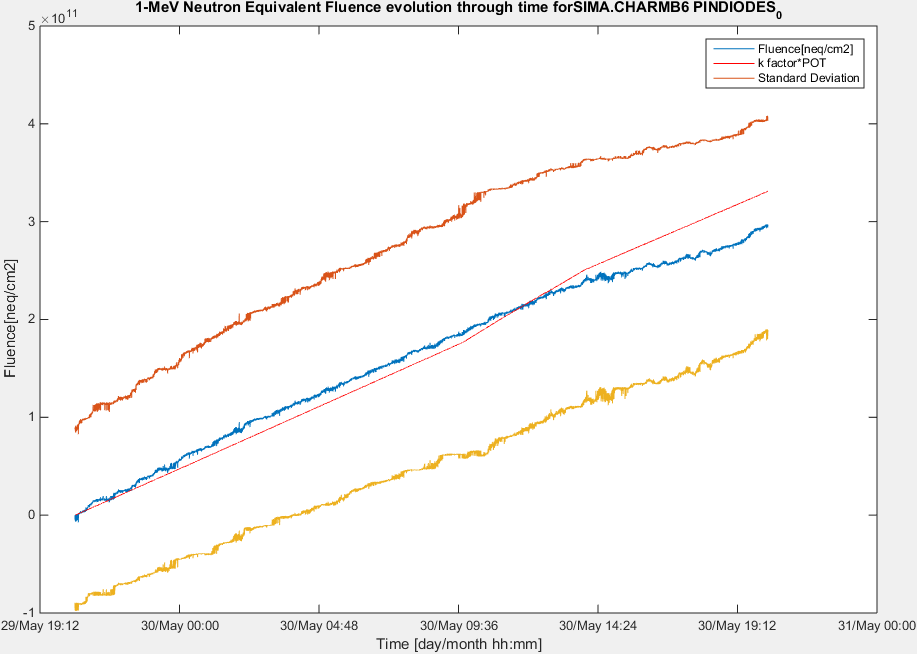 1-MeV Neutron Equivalent Fluence evolution through time forSIMA.CHARMB6 PINDIODES0
×10^11
Fluence[neq/cm2]
k factor*POT
Standard Deviation
5
4
3
2
1
0
-1
Fluence[neq/cm2]
29/May 19:12 30/May 00:00 30/May 04:48 30/May 09:36 30/May 14:24 30/May 19:12 31/May 00:00
Time [day/month hh:mm]